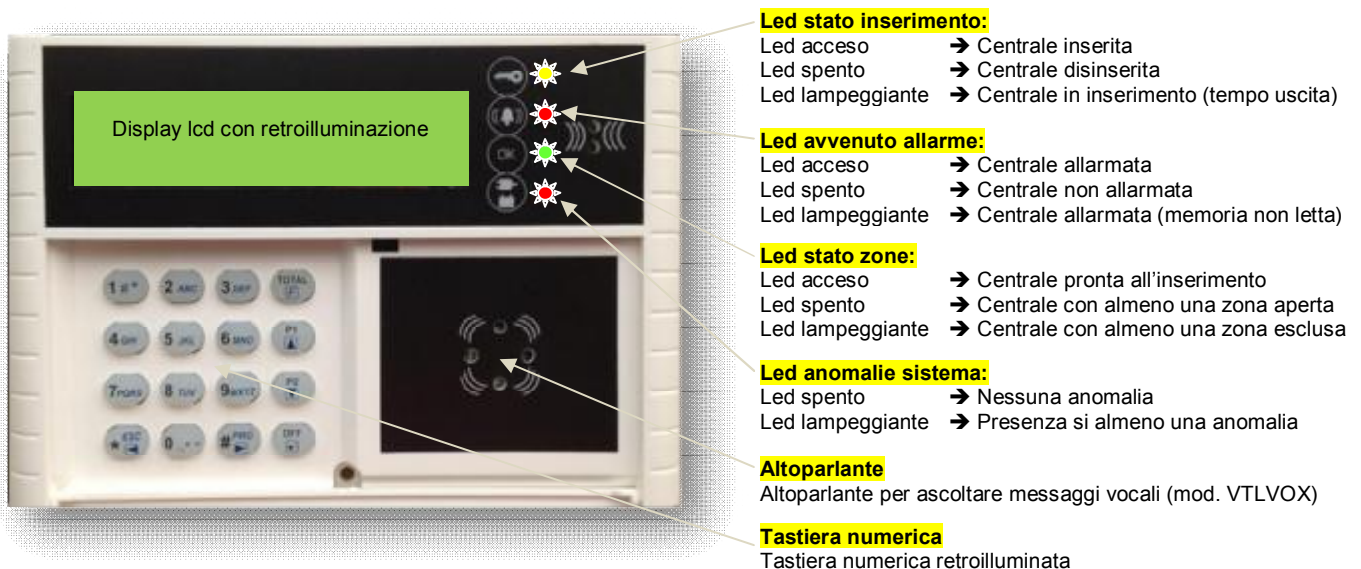 Display lcd con retroilluminazione
OK
1 #*
2 ABC
3 DEF
TOTAL
4 GHI
5 JKL
6 MNO
P1
7PQRS
8 TUV
9WXYZ
P2
* ESC
0
# PRG
OFF
Led stato inserimento:
Led acceso ➔ Centrale inserita
Led spento ➔ Centrale disinserita
Led lampeggiante ➔ Centrale in inserimento (tempo uscita)
Led avvenuto allarme:
Led acceso ➔ Centrale allarmata
Led spento ➔ Centrale non allarmata
Led lampeggiante ➔ Centrale allarmata (memoria non letta)
Led stato zone:
Led acceso ➔ Centrale pronta all’inserimento
Led spento ➔ Centrale con almeno una zona aperta
Led lampeggiante ➔ Centrale con almeno una zona esclusa
Led anomalie sistema:
Led spento ➔ Nessuna anomalia
Led lampeggiante ➔ Presenza si almeno una anomalia
Altoparlante
Altoparlante per ascoltare messaggi vocali (mod. VTLVOX)
Tastiera numerica
Tastiera numerica retroilluminata